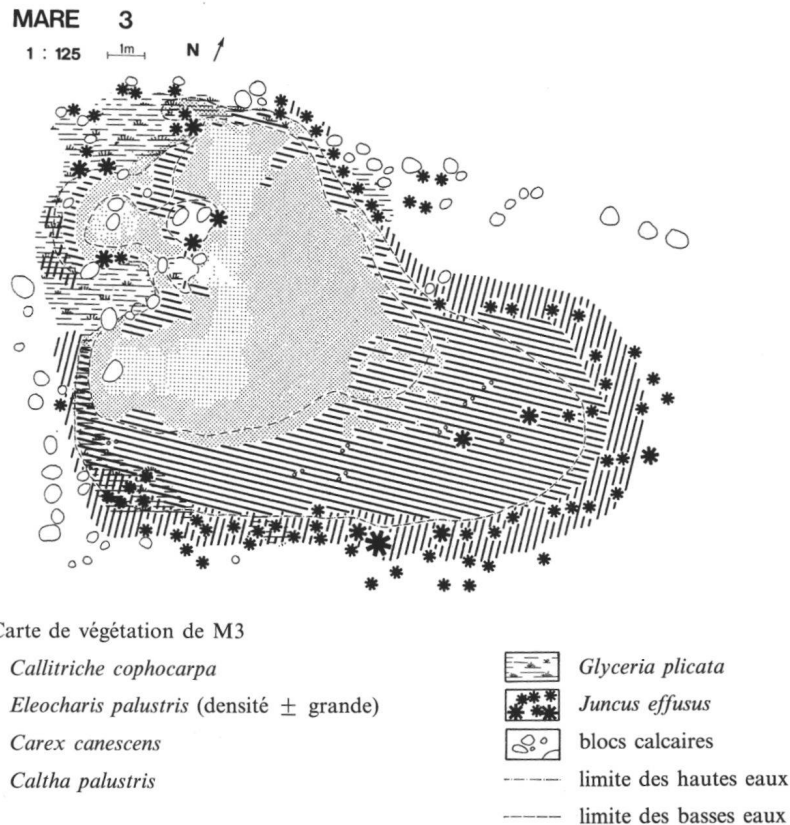 MARE 3
1 : 125 1m N
Carte de végétation de M3
Callitriche cophocarpa
Eleocharis palustris (densité ± grande)
Carex canescens
Caltha palustris
Glyceria plicata
Juncus effusus
blocs calcaires
limite des hautes eaux
limite des basses eaux